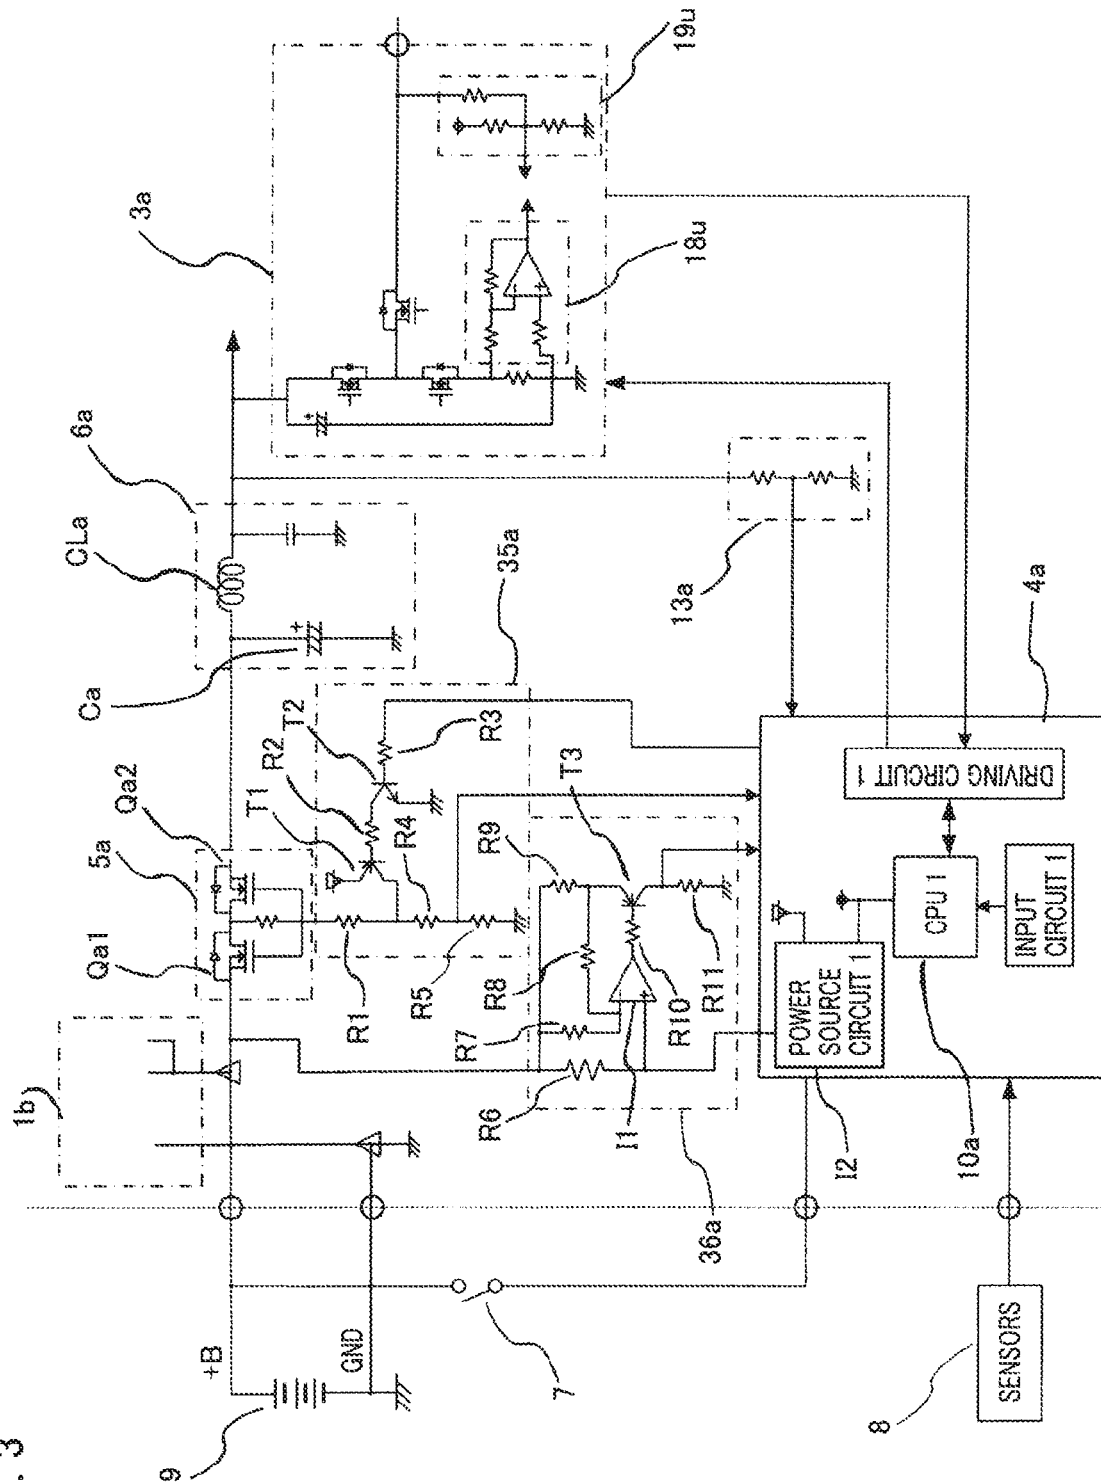 . 3
9
+B
GND
7
8
SENSORS
1b
Qa1
5a
Qa2
Ca
CLa
6a
3a
19u
18u
T1
R2
T2
R3
R1
R4
R5
35a
13a
R6
R7
R8
R9
I1
R10
T3
R11
36a
4a
POWER
SOURCE
CIRCUIT 1
CPU 1
INPUT
CIRCUIT 1
DRIVING CIRCUIT 1
I2
10a